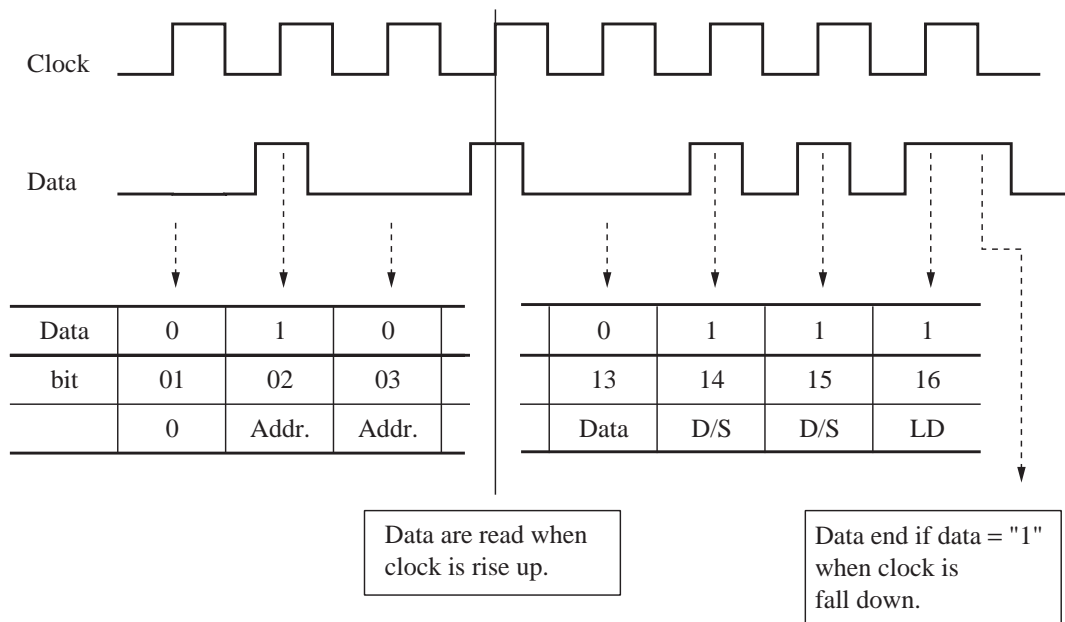 Clock
Data
Data 0 1 0 0 1 1 1
bit 01 02 03 13 14 15 16
0 Addr. Addr. Data D/S D/S LD
Data are read when
clock is rise up.
Data end if data = "1"
when clock is
fall down.